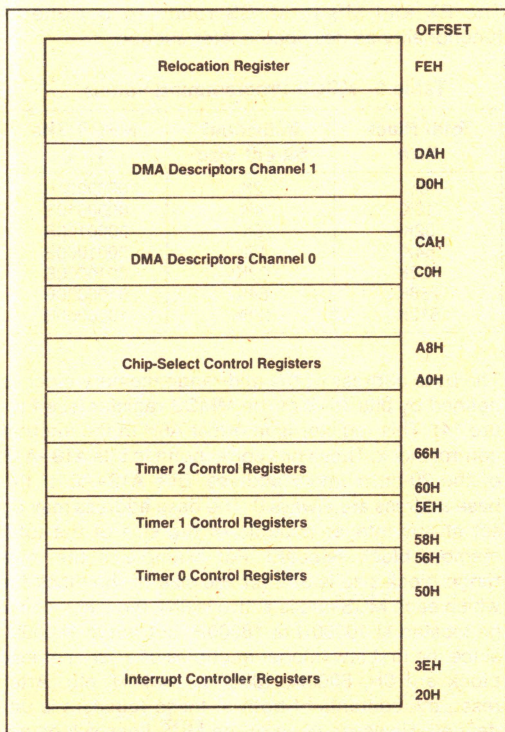 OFFSET
Relocation Register FEH
DAH
DMA Descriptors Channel 1
D0H
CAH
DMA Descriptors Channel 0
C0H
A8H
Chip-Select Control Registers
A0H
66H
Timer 2 Control Registers
60H
5EH
Timer 1 Control Registers
58H
56H
Timer 0 Control Registers
50H
3EH
Interrupt Controller Registers
20H